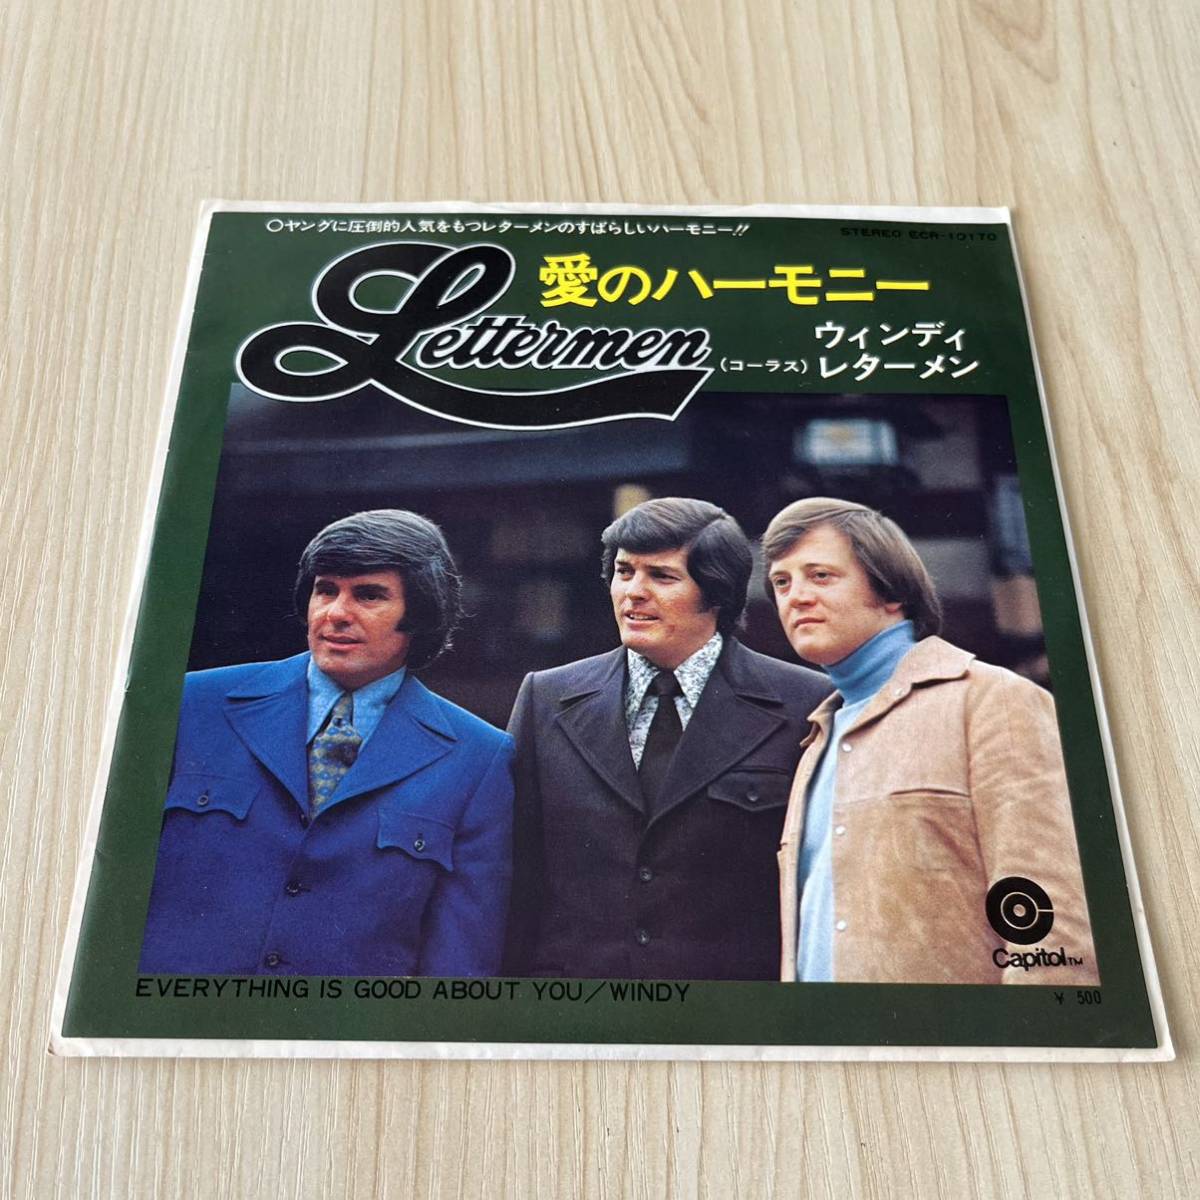 ○ヤングに圧倒的人気をもつレターメンのすばらしいハーモニー!!
STEREO ECR-10170
愛のハーモニー
Lettermen
ウィンディ
(コーラス) レターメン
Capitol™
EVERYTHING IS GOOD ABOUT YOU/WINDY
¥ 500